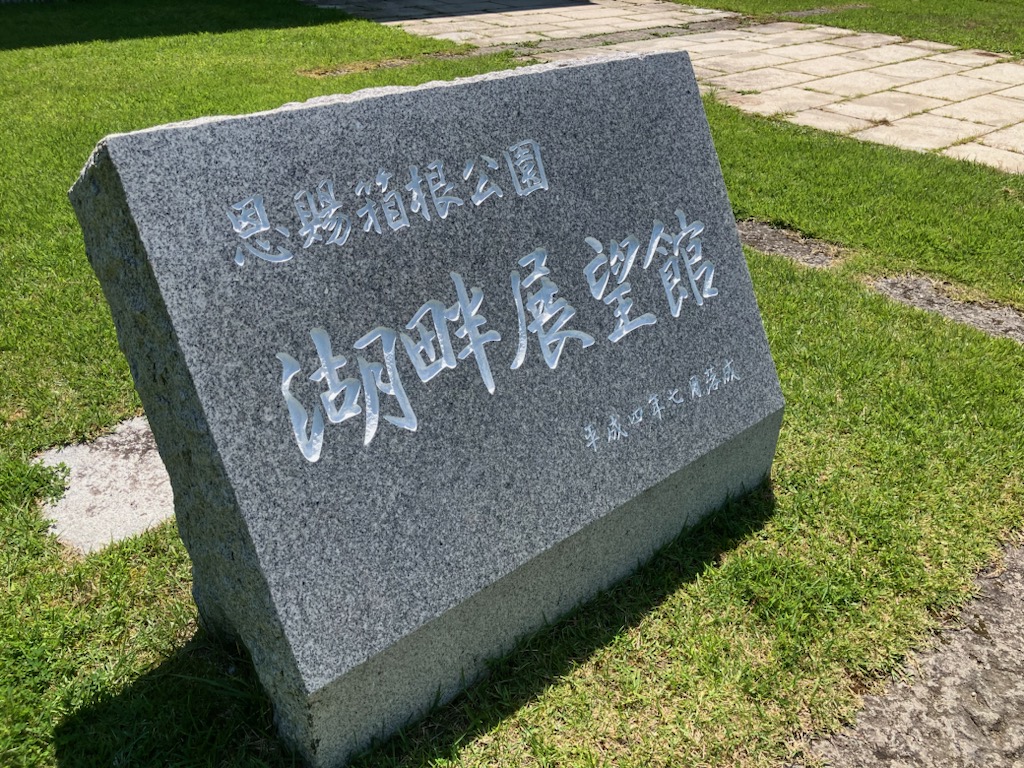 恩賜箱根公園
湖畔展望館
平成四年七月落成